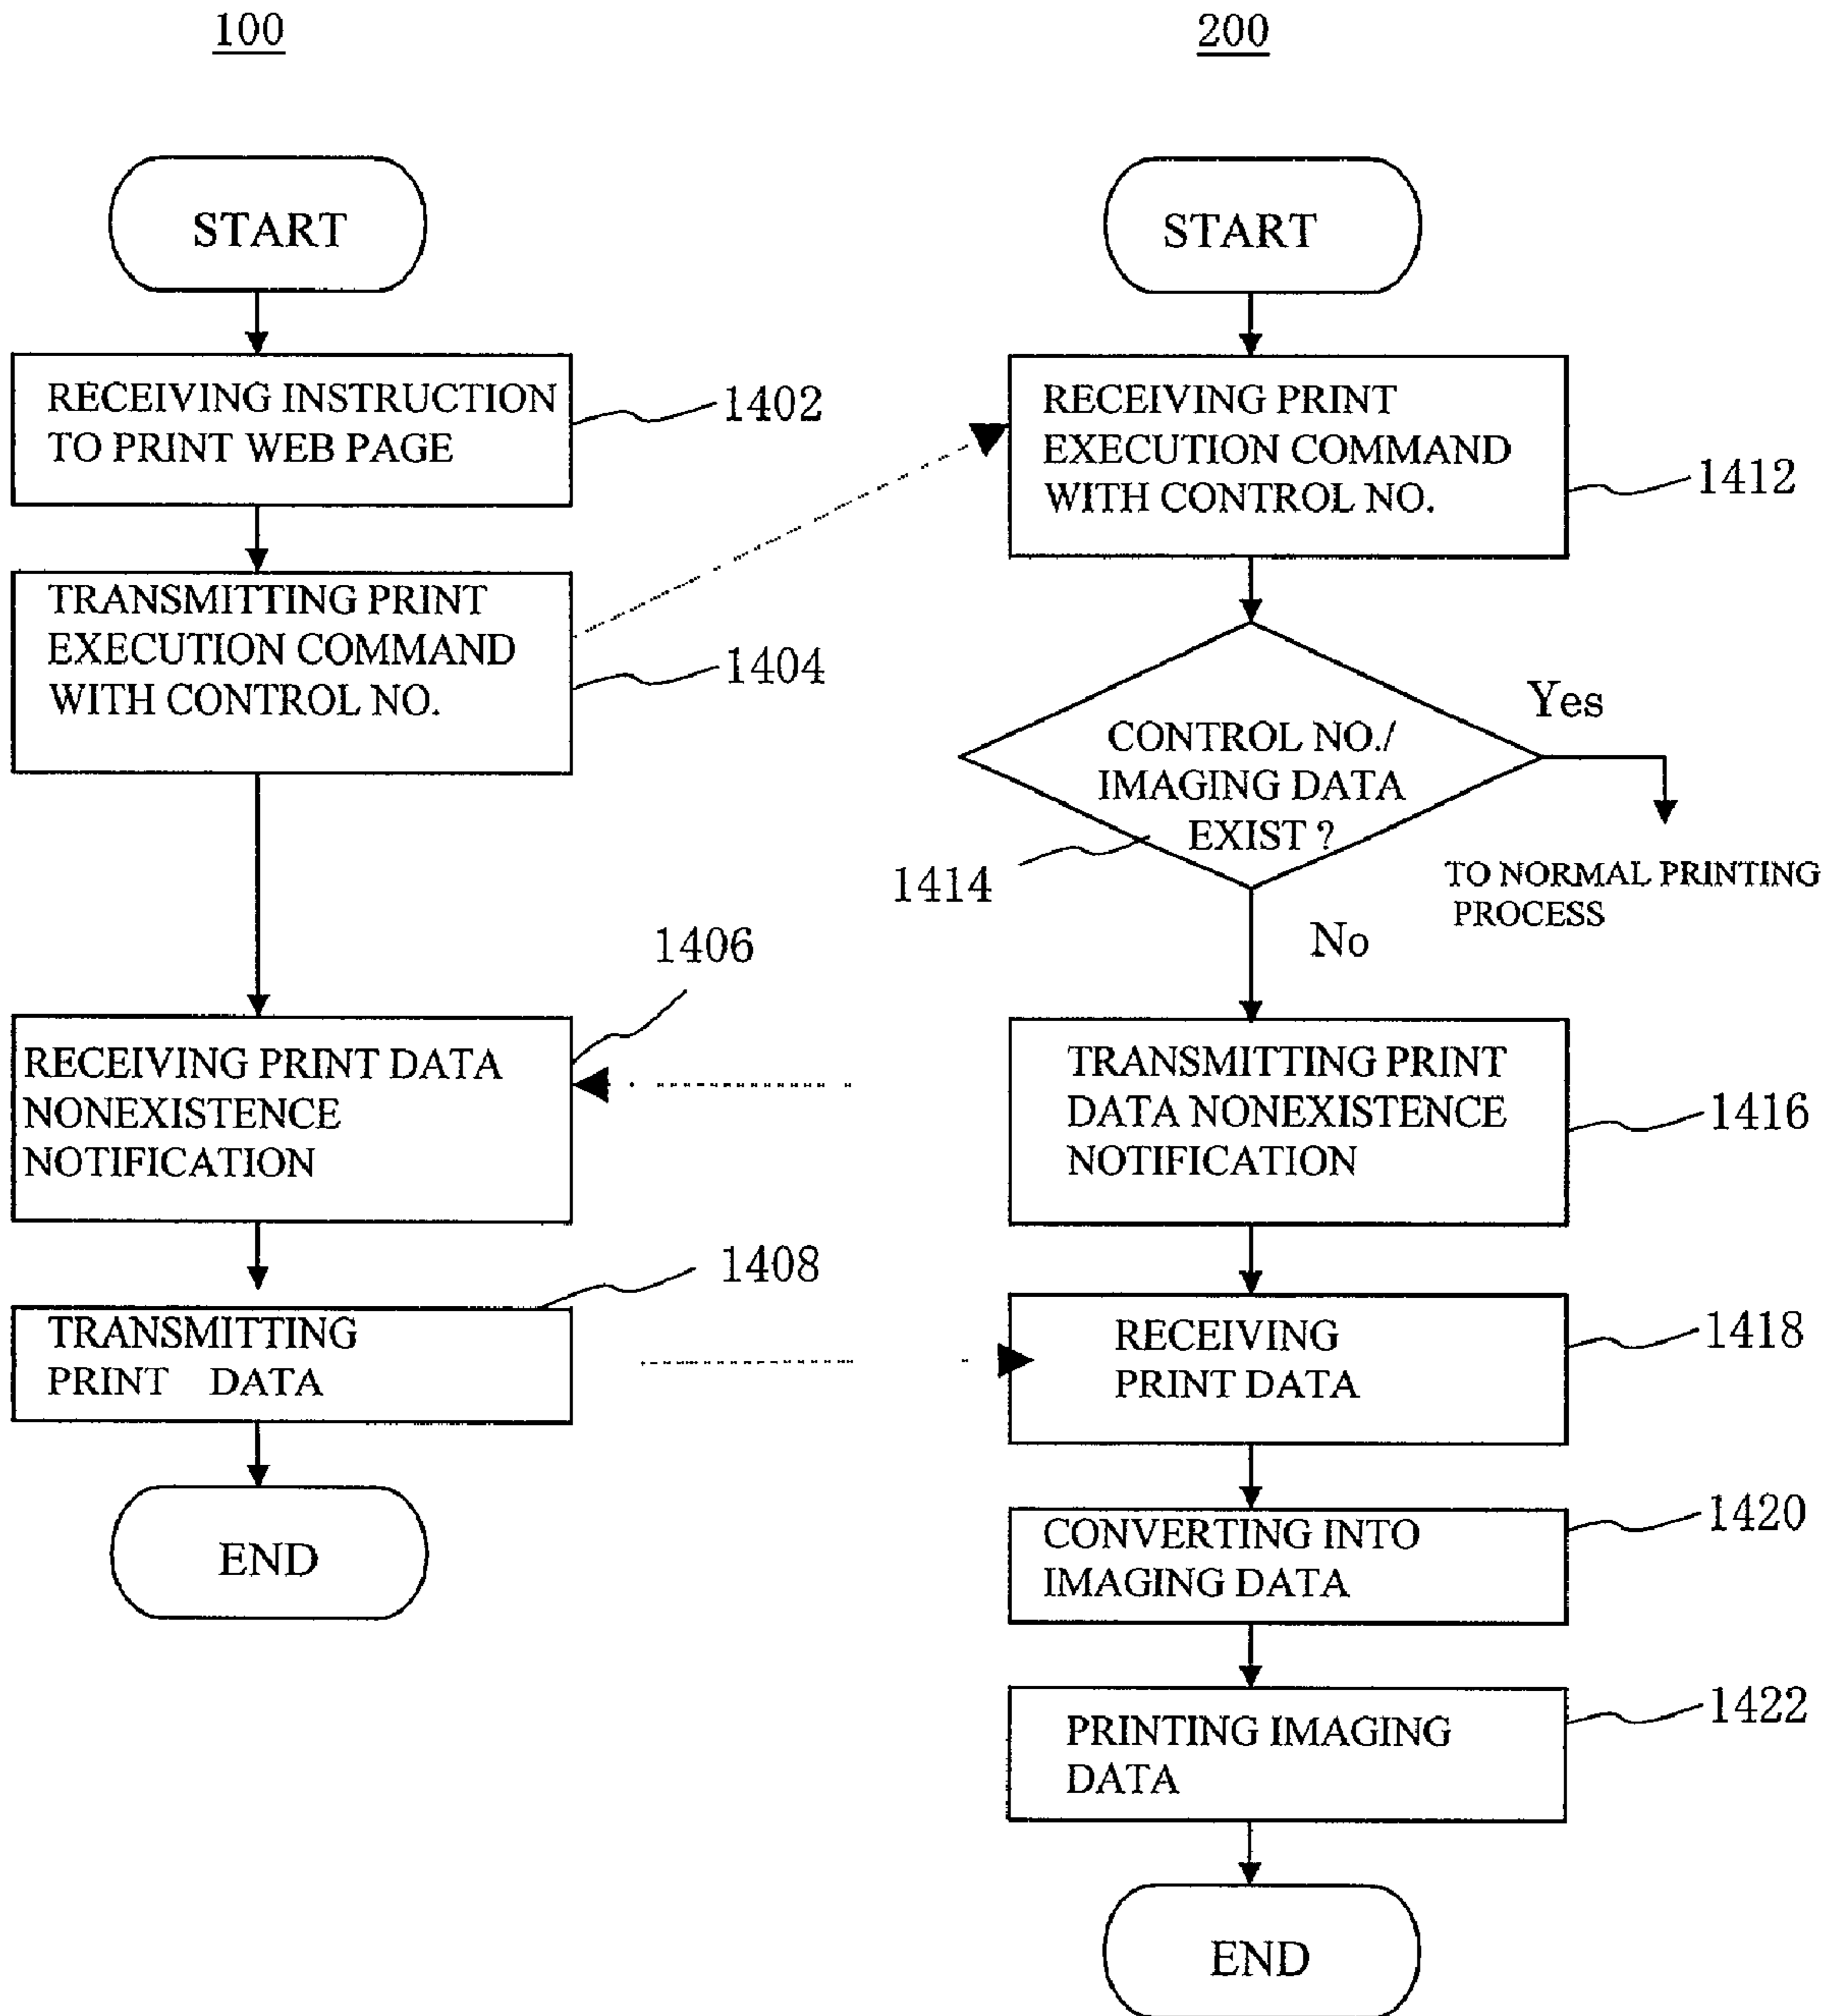 100
200
START
RECEIVING INSTRUCTION
TO PRINT WEB PAGE
1402
TRANSMITTING PRINT
EXECUTION COMMAND
WITH CONTROL NO.
1404
1406
RECEIVING PRINT DATA
NONEXISTENCE
NOTIFICATION
1408
TRANSMITTING
PRINT DATA
END
START
RECEIVING PRINT
EXECUTION COMMAND
WITH CONTROL NO.
1412
CONTROL NO./
IMAGING DATA
EXIST ?
1414
Yes
TO NORMAL PRINTING
PROCESS
No
TRANSMITTING PRINT
DATA NONEXISTENCE
NOTIFICATION
1416
RECEIVING
PRINT DATA
1418
CONVERTING INTO
IMAGING DATA
1420
PRINTING IMAGING
DATA
1422
END